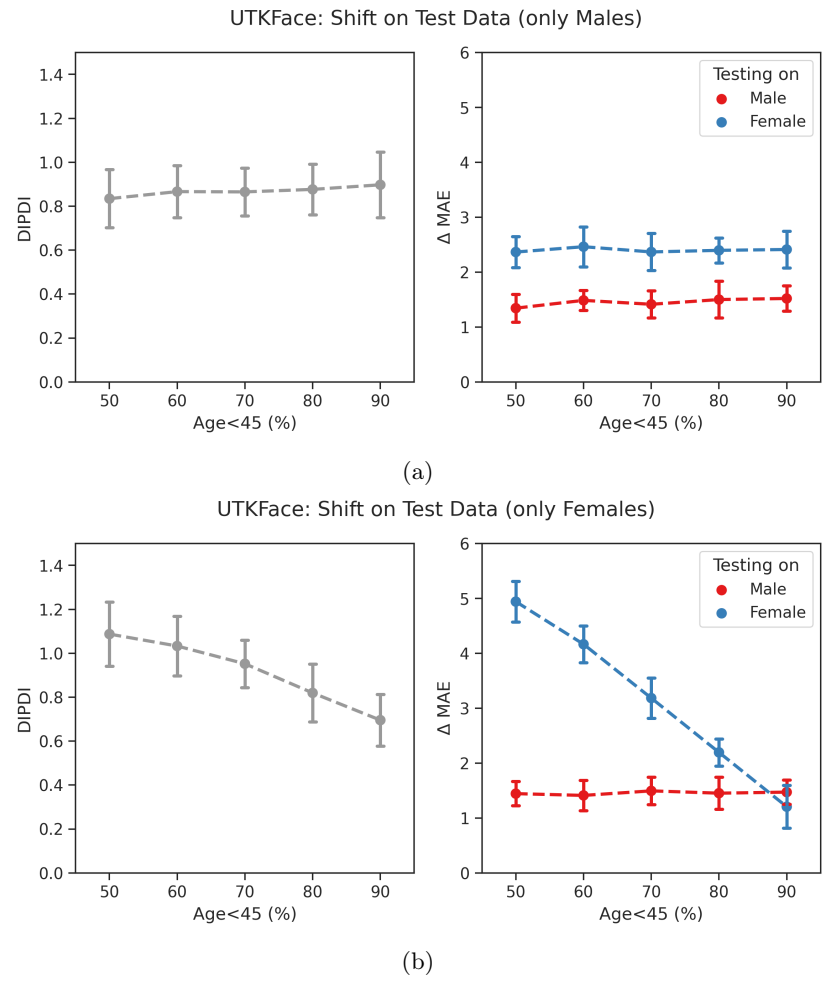 UTKFace: Shift on Test Data (only Males)
1.4
1.2
1.0
0.8
0.6
0.4
0.2
0.0
DIPDI
50 60 70 80 90
Age<45 (%)
6
5
4
3
2
1
0
Δ MAE
Testing on
Male
Female
50 60 70 80 90
Age<45 (%)
(a)
UTKFace: Shift on Test Data (only Females)
1.4
1.2
1.0
0.8
0.6
0.4
0.2
0.0
DIPDI
50 60 70 80 90
Age<45 (%)
6
5
4
3
2
1
0
Δ MAE
Testing on
Male
Female
50 60 70 80 90
Age<45 (%)
(b)